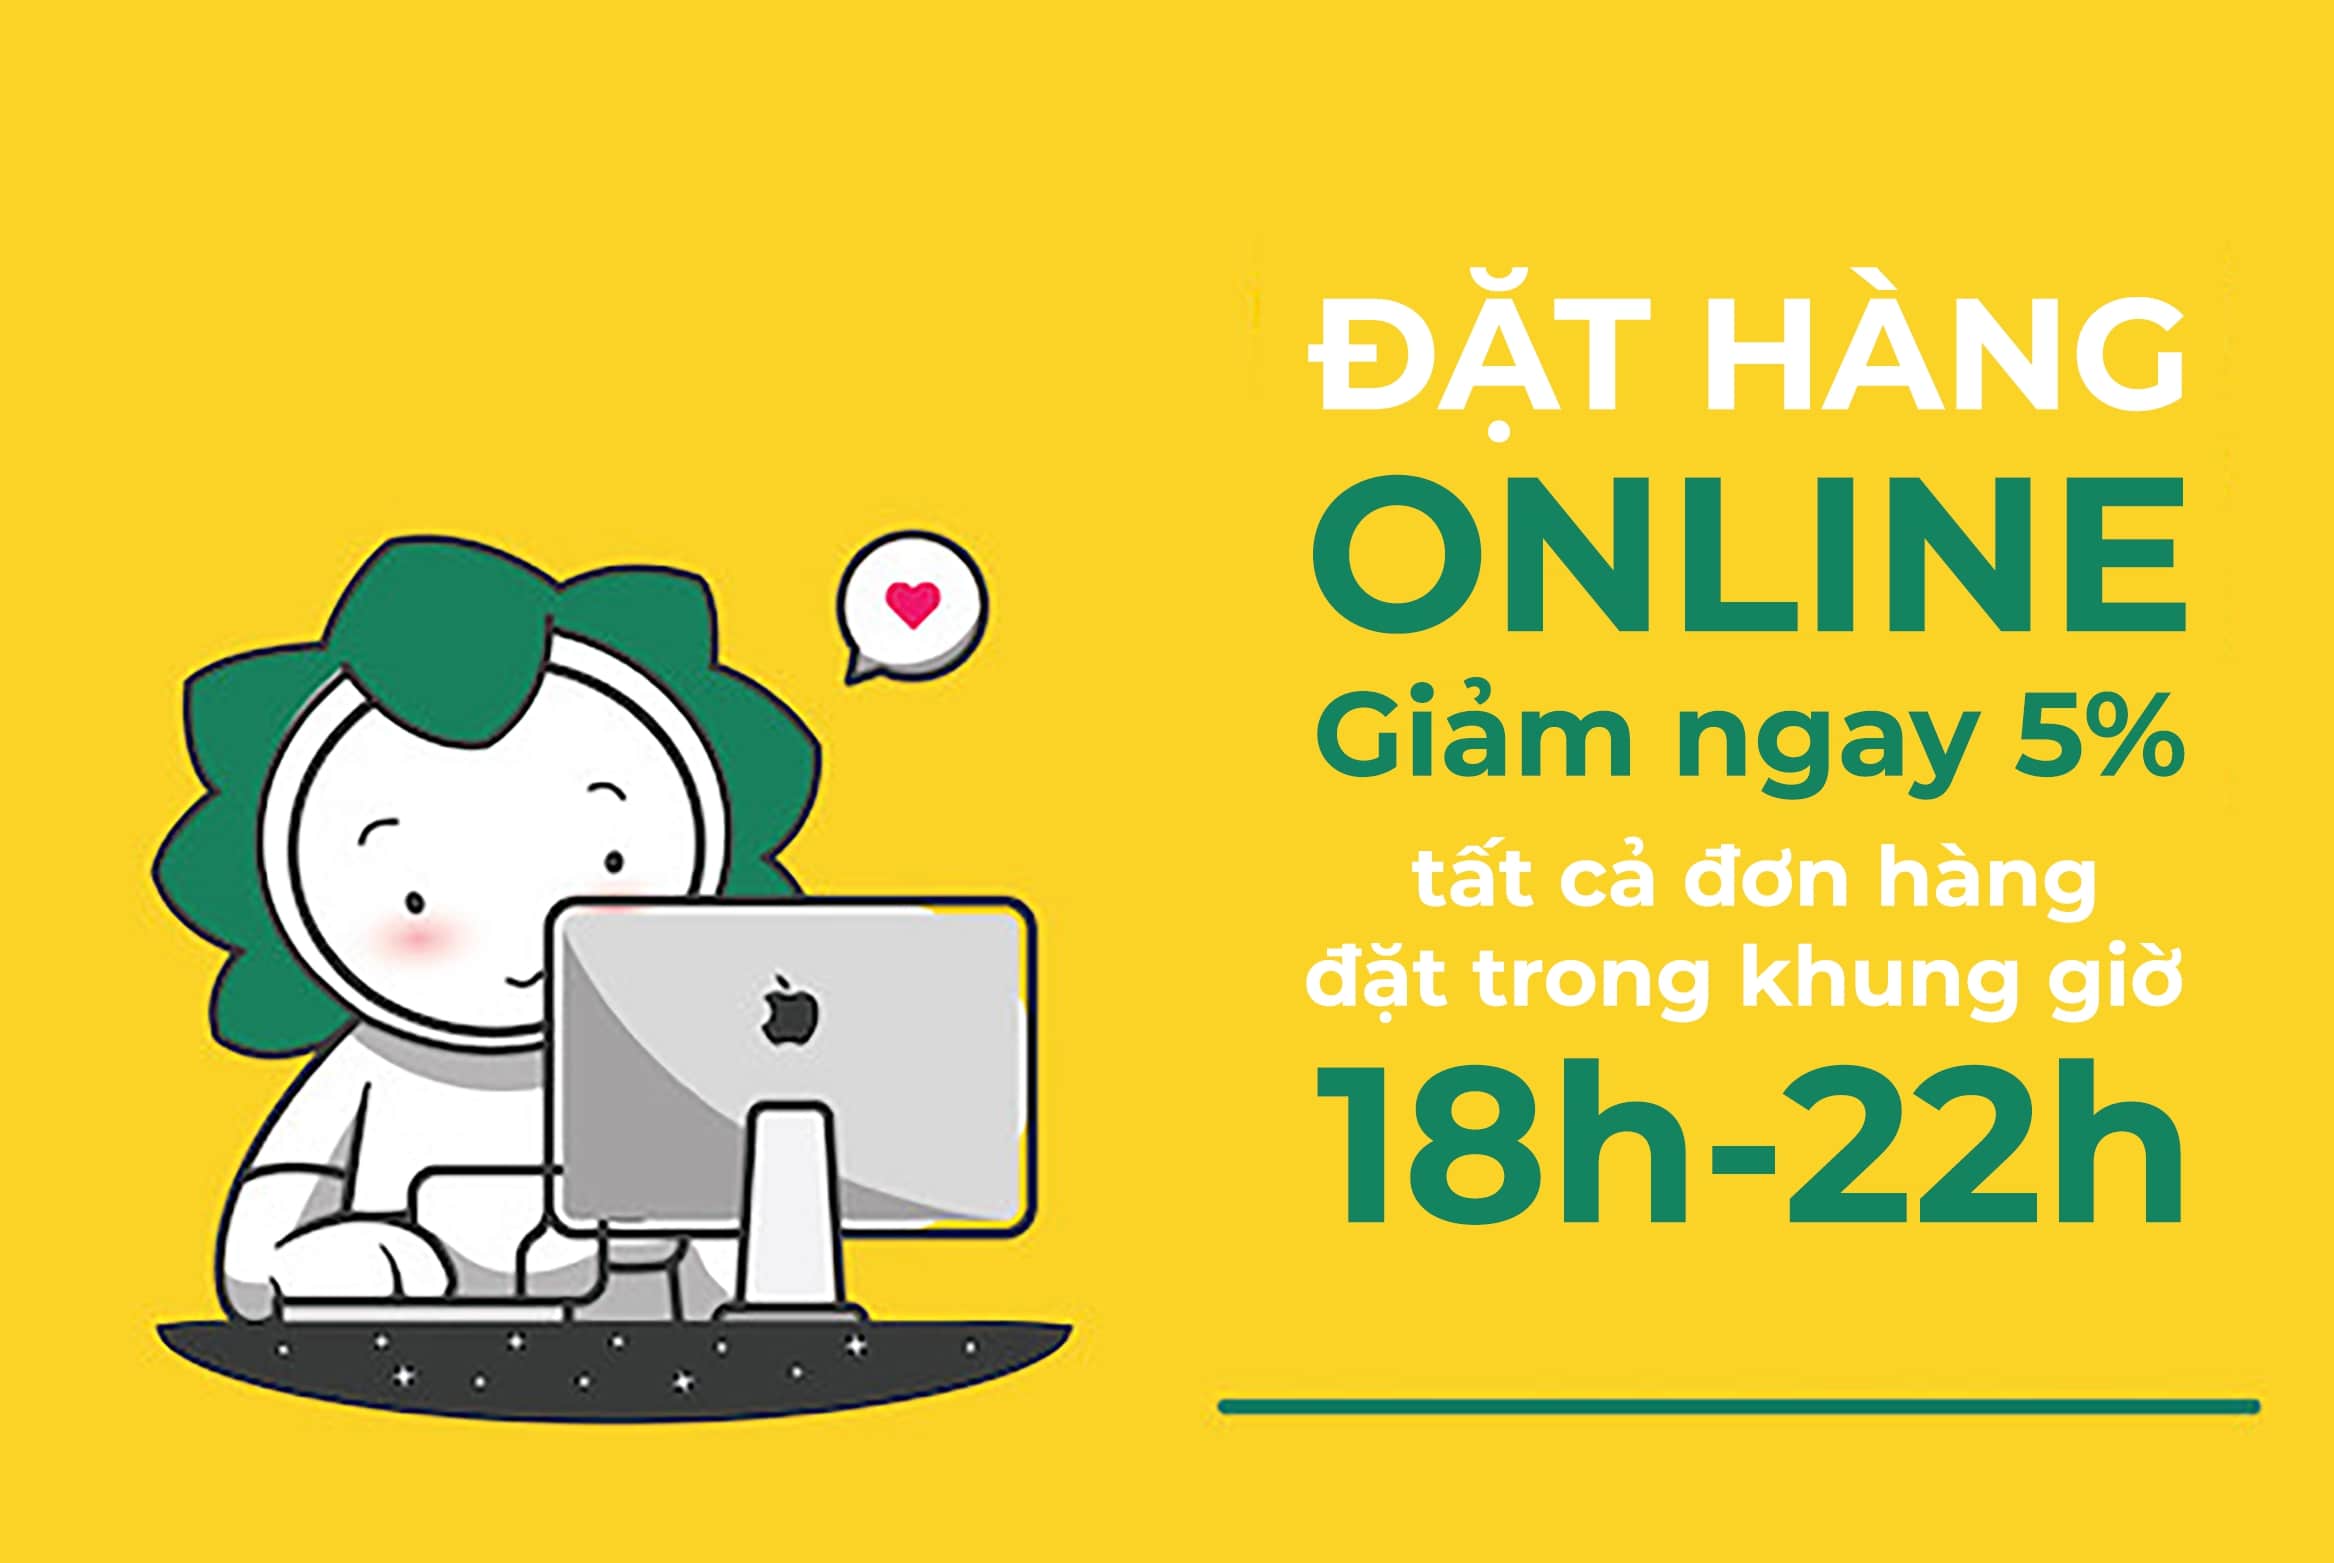 ĐẶT HÀNG
ONLINE
Giảm ngay 5%
tất cả đơn hàng
đặt trong khung giờ
18h-22h